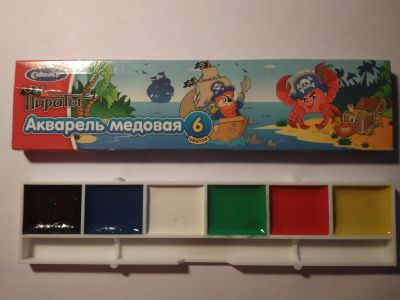 Пираты
Акварель медовая 6
цветов